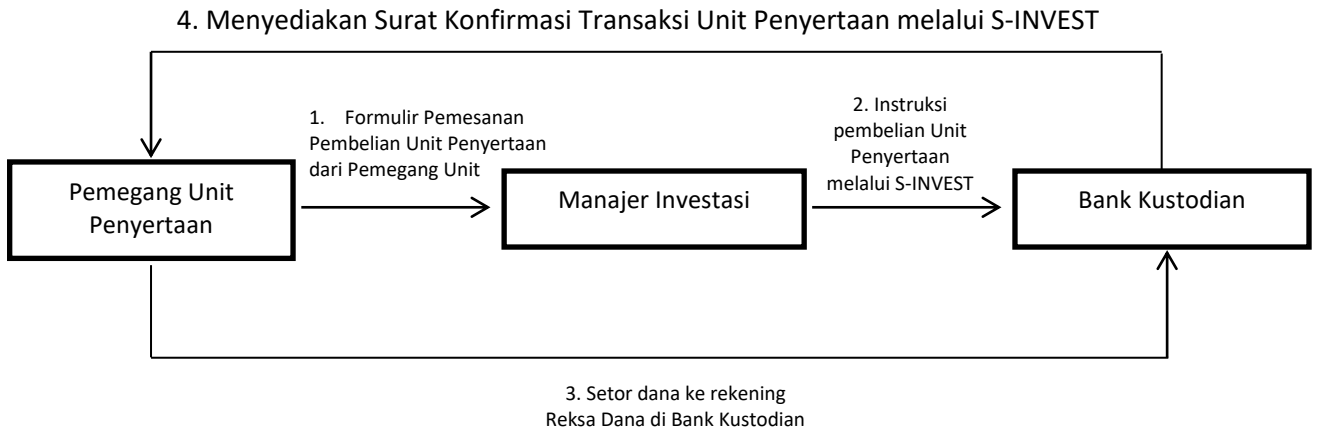 4. Menyediakan Surat Konfirmasi Transaksi Unit Penyertaan melalui S-INVEST
1. Formulir Pemesanan
Pembelian Unit Penyertaan
dari Pemegang Unit
2. Instruksi
pembelian Unit
Penyertaan
melalui S-INVEST
Pemegang Unit
Penyertaan
Manajer Investasi
Bank Kustodian
3. Setor dana ke rekening
Reksa Dana di Bank Kustodian